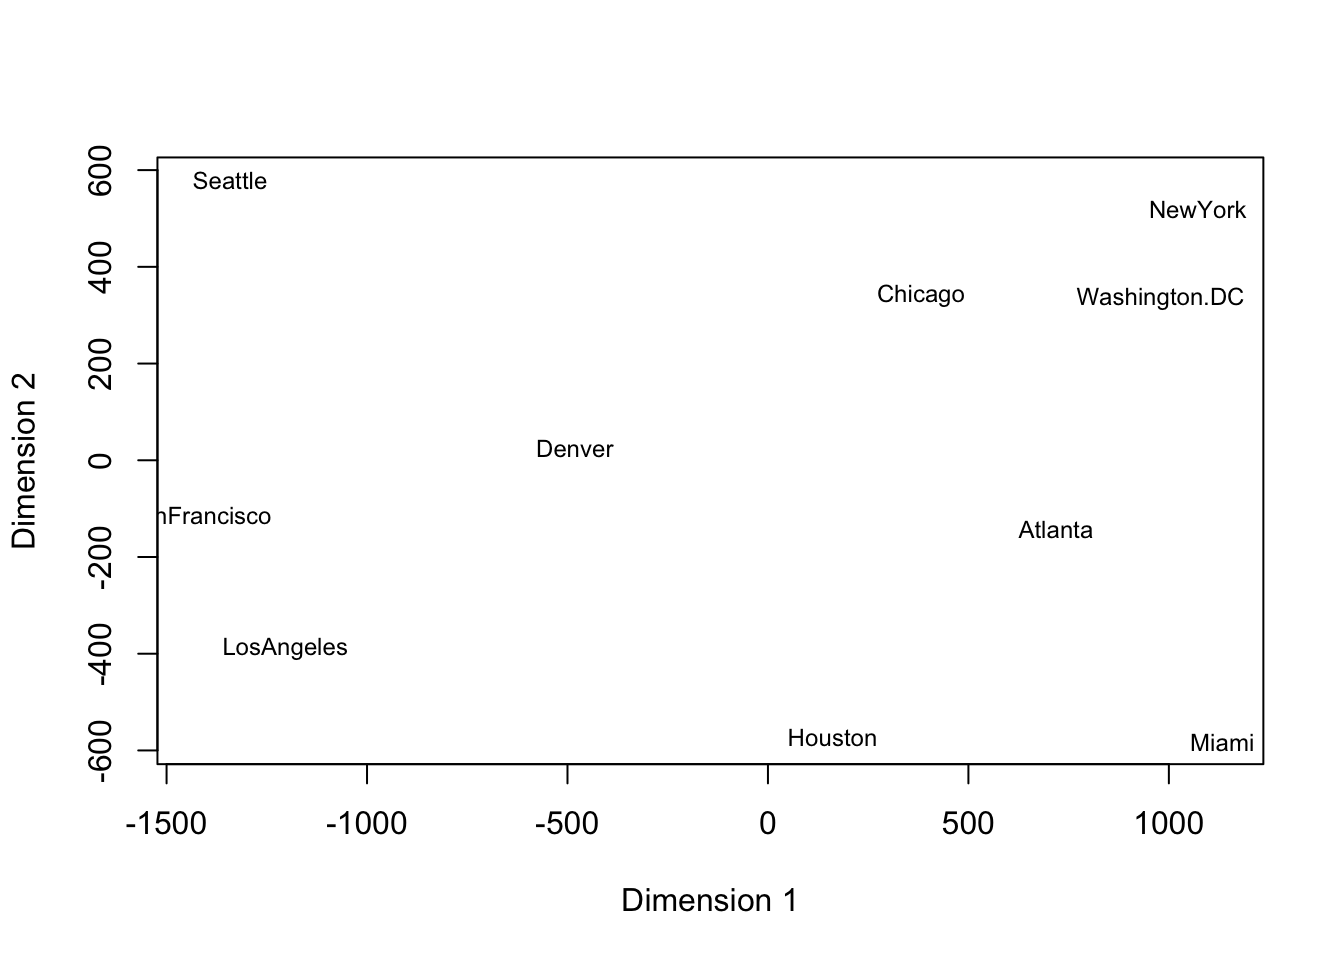 600
Seattle
NewYork
400
Chicago
Washington.DC
200
Dimension 2
Denver
0
nFrancisco
Atlanta
-200
LosAngeles
-400
Houston
Miami
-600
-1500 -1000 -500 0 500 1000
Dimension 1